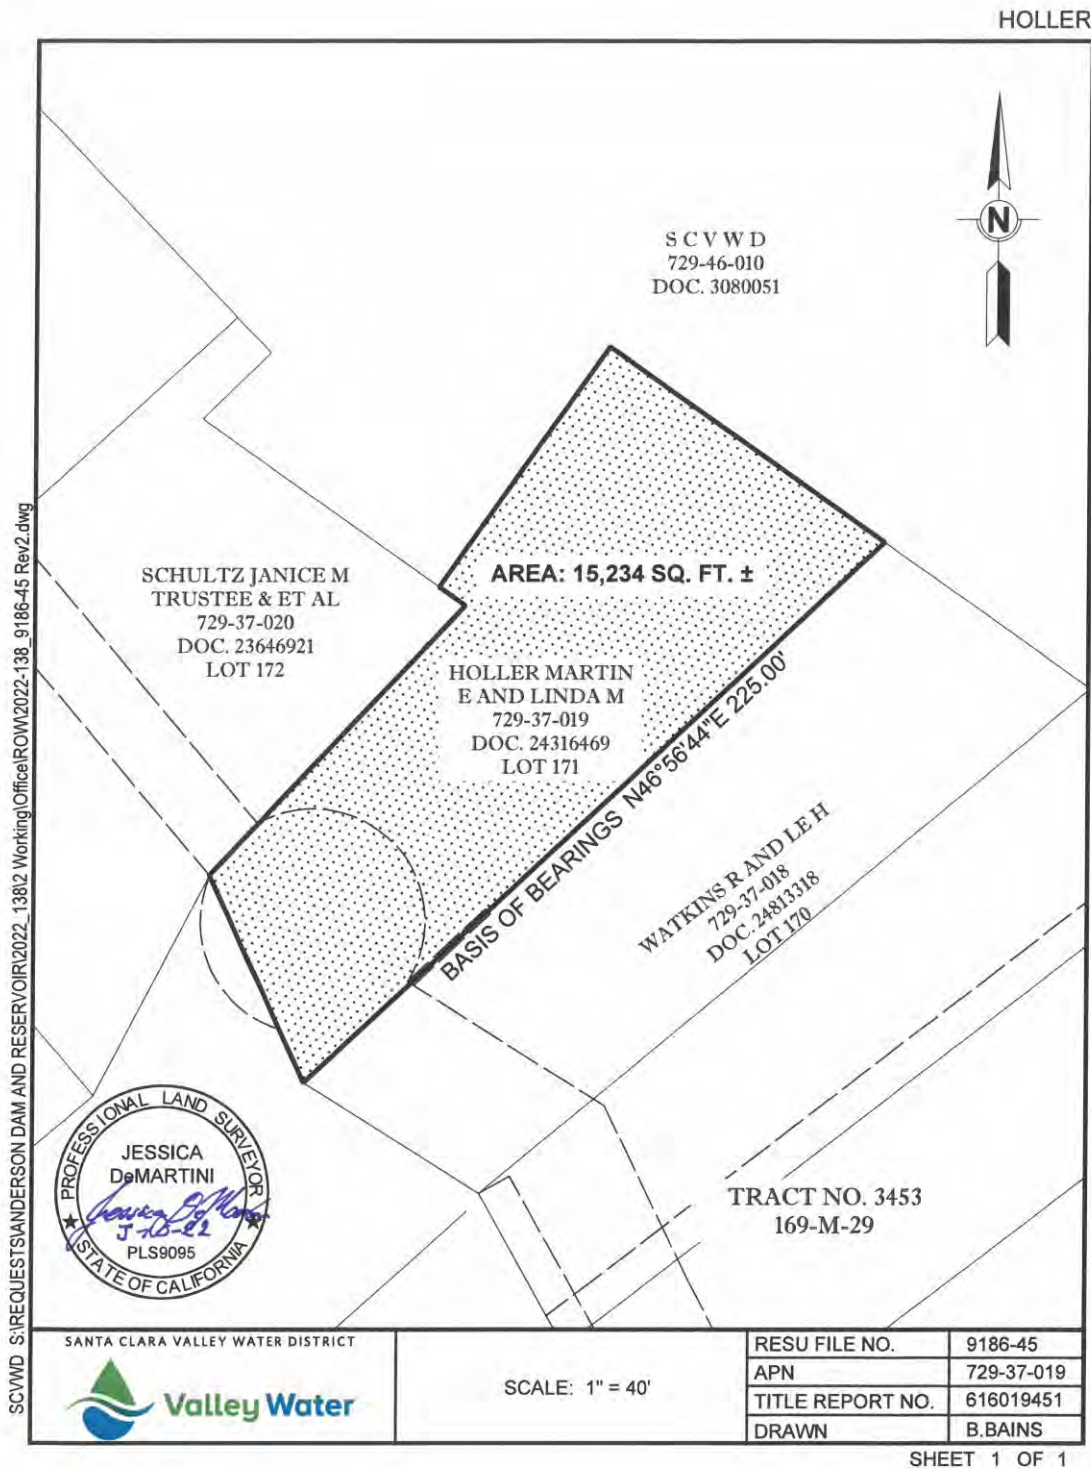 HOLLER
S C V W D
729-46-010
DOC. 3080051
N
SCVWD S:\REQUESTS\ANDERSON DAM AND RESERVOIR\2022_138\2 Working\Office\ROW\2022-138_9186-45 Rev2.dwg
AREA: 15,234 SQ. FT. ±
SCHULTZ JANICE M
TRUSTEE & ET AL
729-37-020
DOC. 23646921
LOT 172
HOLLER MARTIN
E AND LINDA M
729-37-019
DOC. 24316469
LOT 171
BASIS OF BEARINGS N46°56'44"E 225.00'
WATKINS R AND LE H
729-37-018
DOC. 24813318
LOT 170
TRACT NO. 3453
169-M-29
PROFESSIONAL LAND SURVEYOR
JESSICA
DeMARTINI
PLS9095
STATE OF CALIFORNIA
SANTA CLARA VALLEY WATER DISTRICT
Valley Water
SCALE: 1" = 40'
RESU FILE NO. 9186-45
APN 729-37-019
TITLE REPORT NO. 616019451
DRAWN B.BAINS
SHEET 1 OF 1